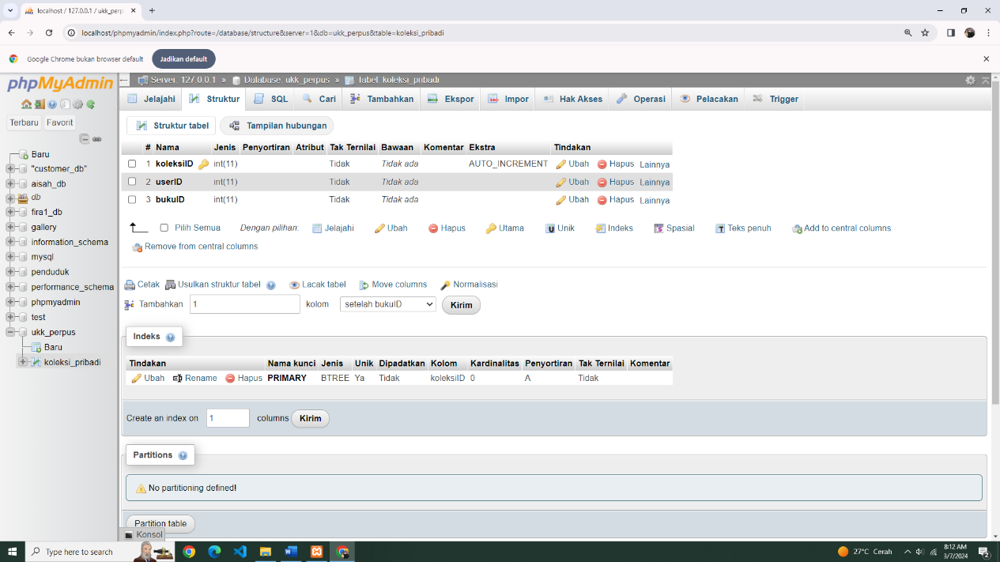 localhost / 127.0.0.1 / ukk_perp
localhost/phpmyadmin/index.php?route=/database/structure&server=1&db=ukk_perpus&table=koleksi_pribadi
Google Chrome bukan browser default Jadikan default
phpMyAdmin
Terbaru Favorit
Baru
"customer_db"
aisah_db
db
fira1_db
gallery
information_schema
mysql
penduduk
performance_schema
phpmyadmin
test
ukk_perpus
Baru
koleksi_pribadi
Server: 127.0.0.1 » Database: ukk_perpus » Tabel: koleksi_pribadi
Jelajahi Struktur SQL Cari Tambahkan Ekspor Impor Hak Akses Operasi Pelacakan Trigger
Struktur tabel Tampilan hubungan
# Nama Jenis Penyortiran Atribut Tak Ternilai Bawaan Komentar Ekstra Tindakan
1 koleksiID int(11) Tidak Tidak ada AUTO_INCREMENT Ubah Hapus Lainnya
2 userID int(11) Tidak Tidak ada Ubah Hapus Lainnya
3 bukuID int(11) Tidak Tidak ada Ubah Hapus Lainnya
Pilih Semua Dengan pilihan: Jelajahi Ubah Hapus Utama Unik Indeks Spasial Teks penuh Add to central columns
Remove from central columns
Cetak Usulkan struktur tabel Lacak tabel Move columns Normalisasi
Tambahkan 1 kolom setelah bukuID Kirim
Indeks
Tindakan Nama kunci Jenis Unik Dipadatkan Kolom Kardinalitas Penyortiran Tak Ternilai Komentar
Ubah Rename Hapus PRIMARY BTREE Ya Tidak koleksiID 0 A Tidak
Create an index on 1 columns Kirim
Partitions
No partitioning defined!
Partition table
Konsol
Type here to search
27°C Cerah
8:12 AM
3/7/2024
2